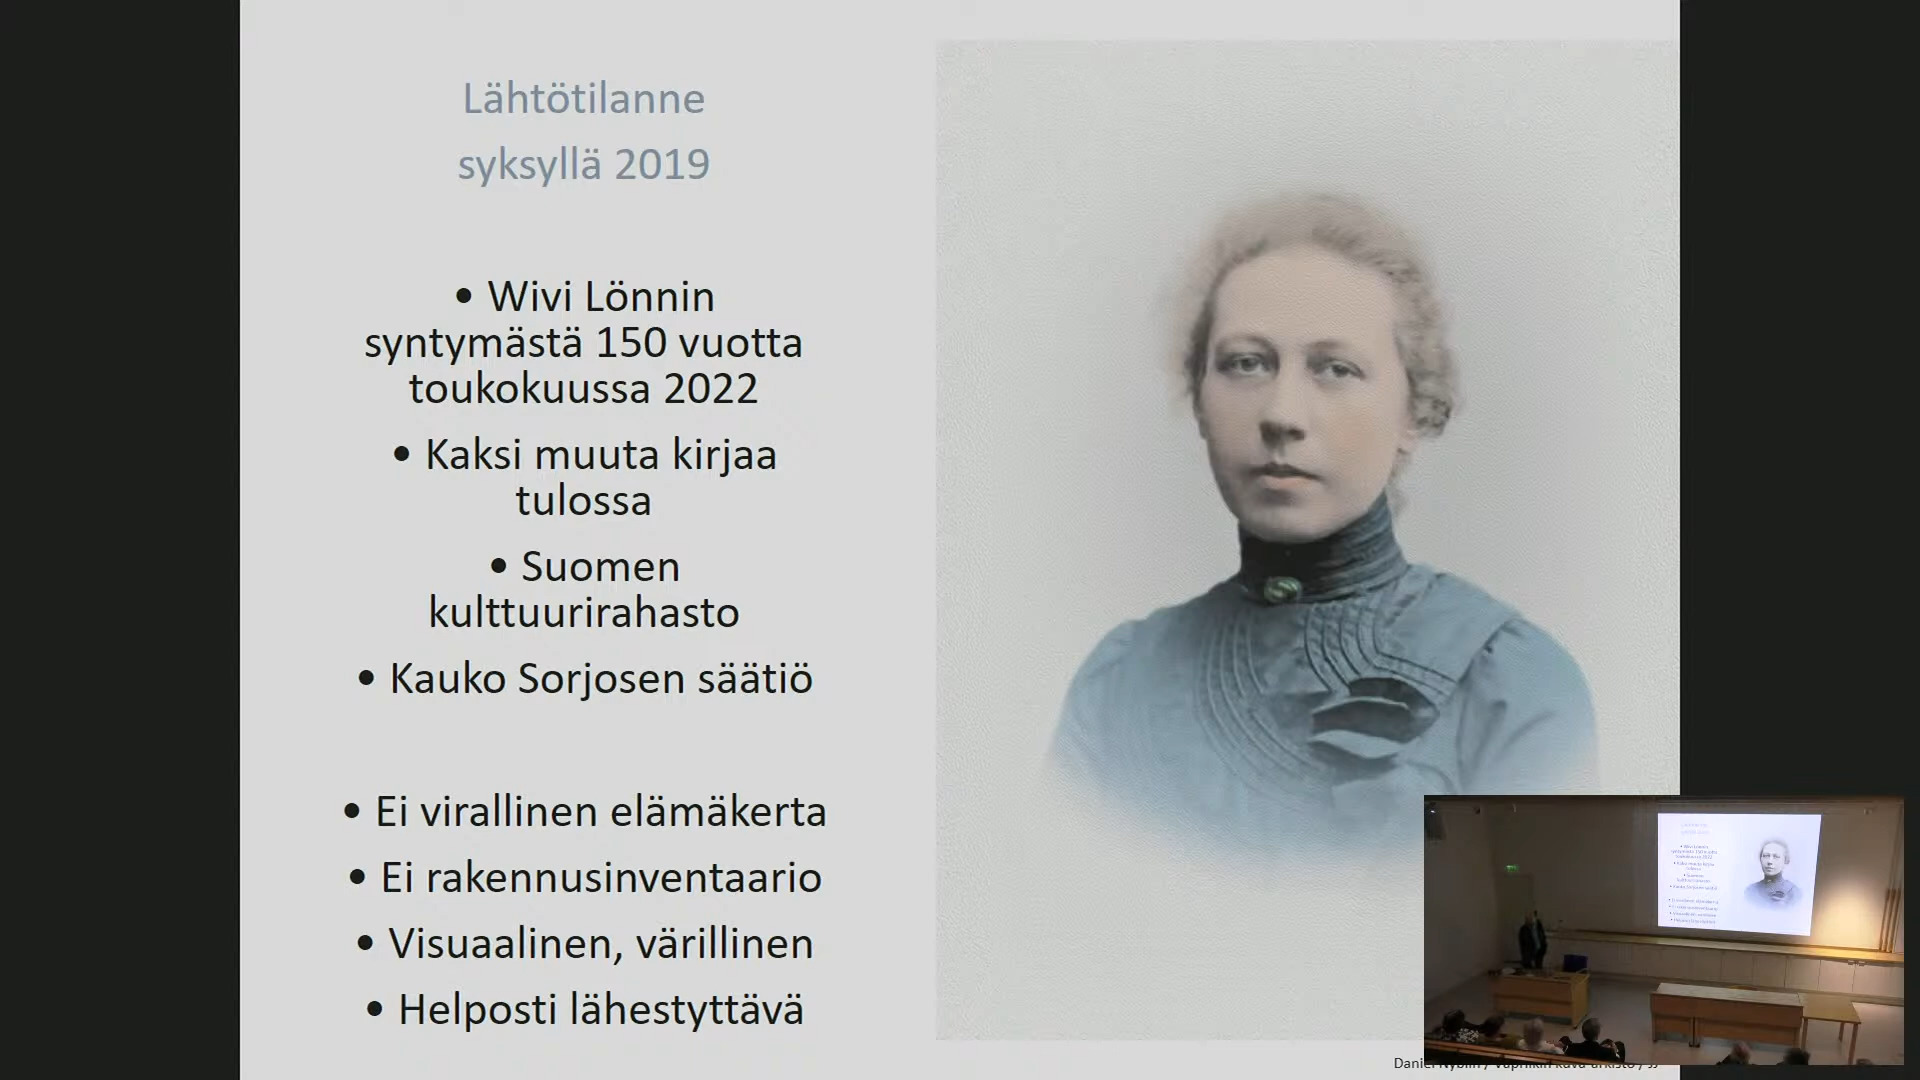 Lähtötilanne
syksyllä 2019
• Wivi Lönnin
syntymästä 150 vuotta
toukokuussa 2022
• Kaksi muuta kirjaa
tulossa
• Suomen
kulttuurirahasto
• Kauko Sorjosen säätiö
• Ei virallinen elämäkerta
• Ei rakennusinventaario
• Visuaalinen, värillinen
• Helposti lähestyttävä